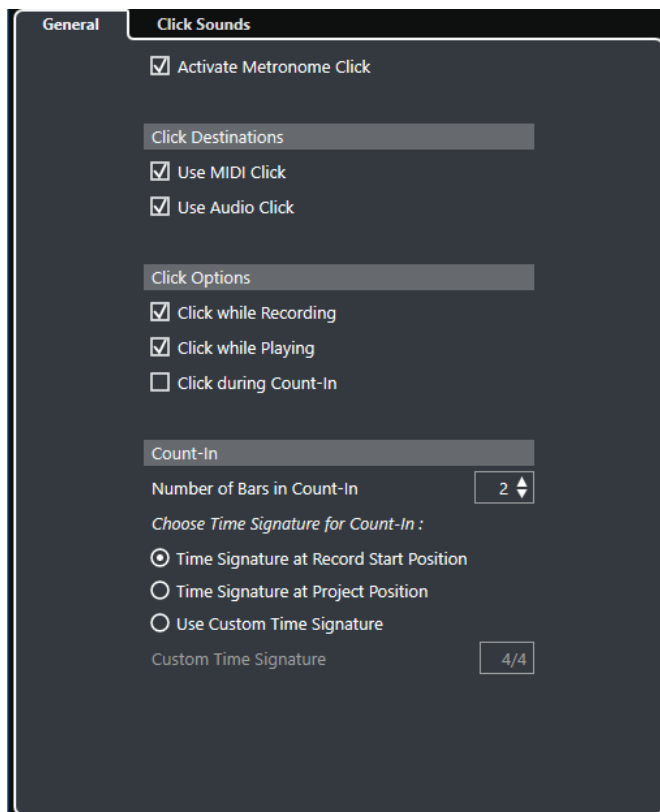 General
Click Sounds
Activate Metronome Click
Click Destinations
Use MIDI Click
Use Audio Click
Click Options
Click while Recording
Click while Playing
Click during Count-In
Count-In
Number of Bars in Count-In 2
Choose Time Signature for Count-In :
Time Signature at Record Start Position
Time Signature at Project Position
Use Custom Time Signature
Custom Time Signature 4/4